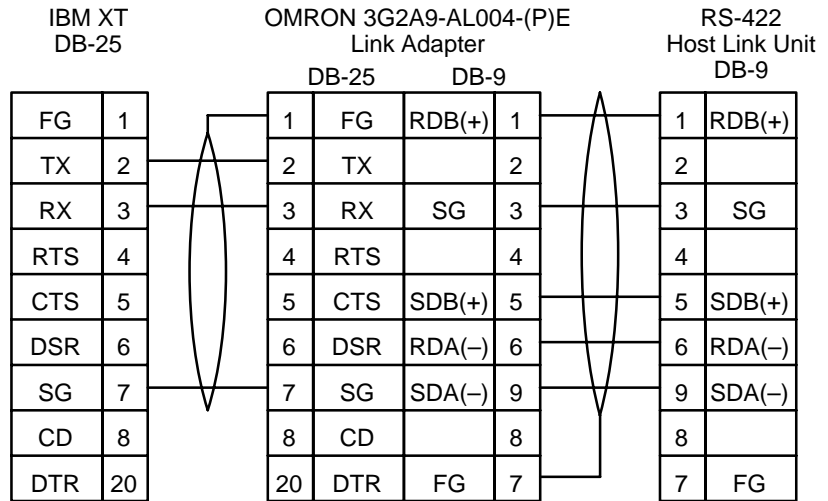 IBM XT OMRON 3G2A9-AL004-(P)E RS-422
DB-25 Link Adapter Host Link Unit
DB-25 DB-9 DB-9
FG 1 1 FG RDB(+) 1 1 RDB(+)
TX 2 2 TX 2 2
RX 3 3 RX SG 3 3 SG
RTS 4 4 RTS 4 4
CTS 5 5 CTS SDB(+) 5 5 SDB(+)
DSR 6 6 DSR RDA(–) 6 6 RDA(–)
SG 7 7 SG SDA(–) 9 9 SDA(–)
CD 8 8 CD 8 8
DTR 20 20 DTR FG 7 7 FG